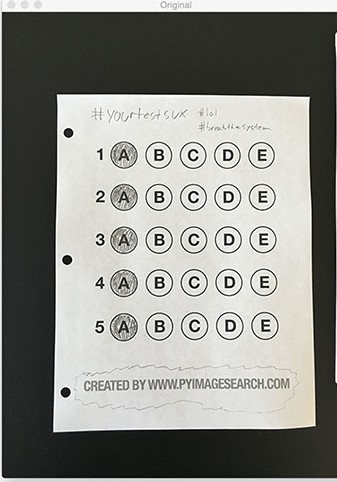 Original
#yourtestsux #lol
#breakthesystem
1 A B C D E
2 A B C D E
3 A B C D E
4 A B C D E
5 A B C D E
CREATED BY WWW.PYIMAGESEARCH.COM